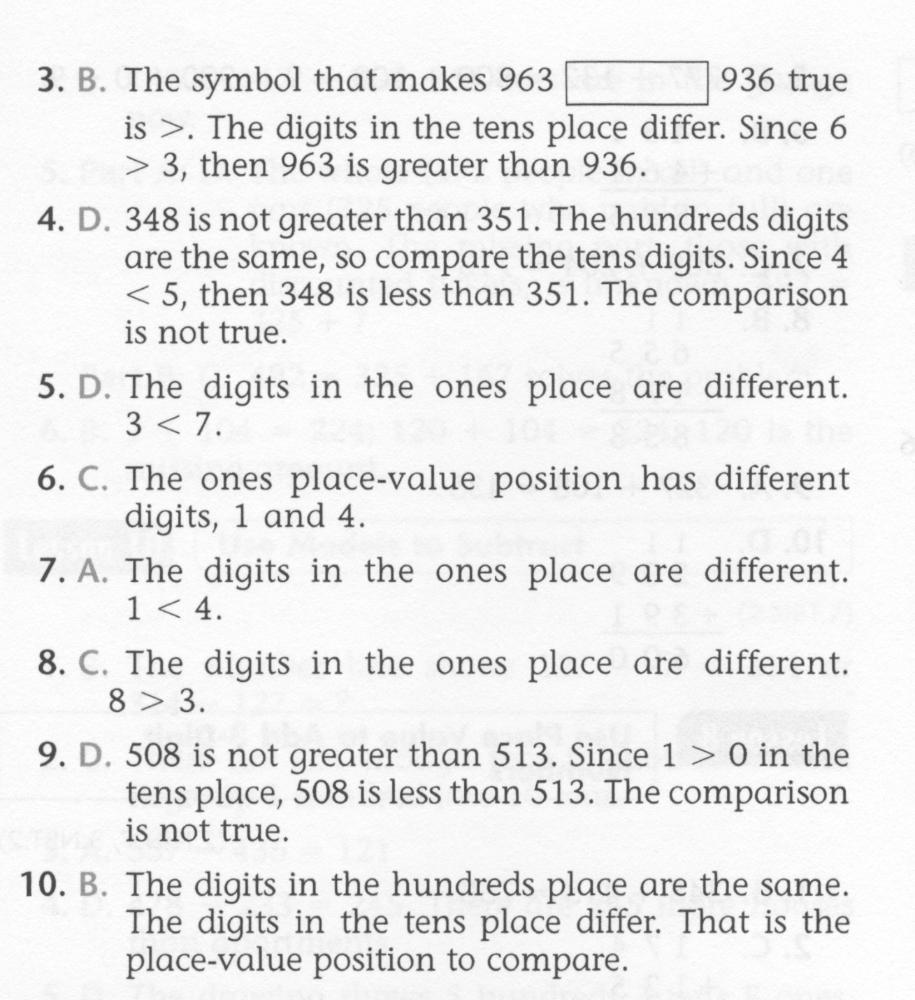 3. B. The symbol that makes 963 936 true
is >. The digits in the tens place differ. Since 6
> 3, then 963 is greater than 936.
4. D. 348 is not greater than 351. The hundreds digits
are the same, so compare the tens digits. Since 4
< 5, then 348 is less than 351. The comparison
is not true.
5. D. The digits in the ones place are different.
3 < 7.
6. C. The ones place-value position has different
digits, 1 and 4.
7. A. The digits in the ones place are different.
1 < 4.
8. C. The digits in the ones place are different.
8 > 3.
9. D. 508 is not greater than 513. Since 1 > 0 in the
tens place, 508 is less than 513. The comparison
is not true.
10. B. The digits in the hundreds place are the same.
The digits in the tens place differ. That is the
place-value position to compare.